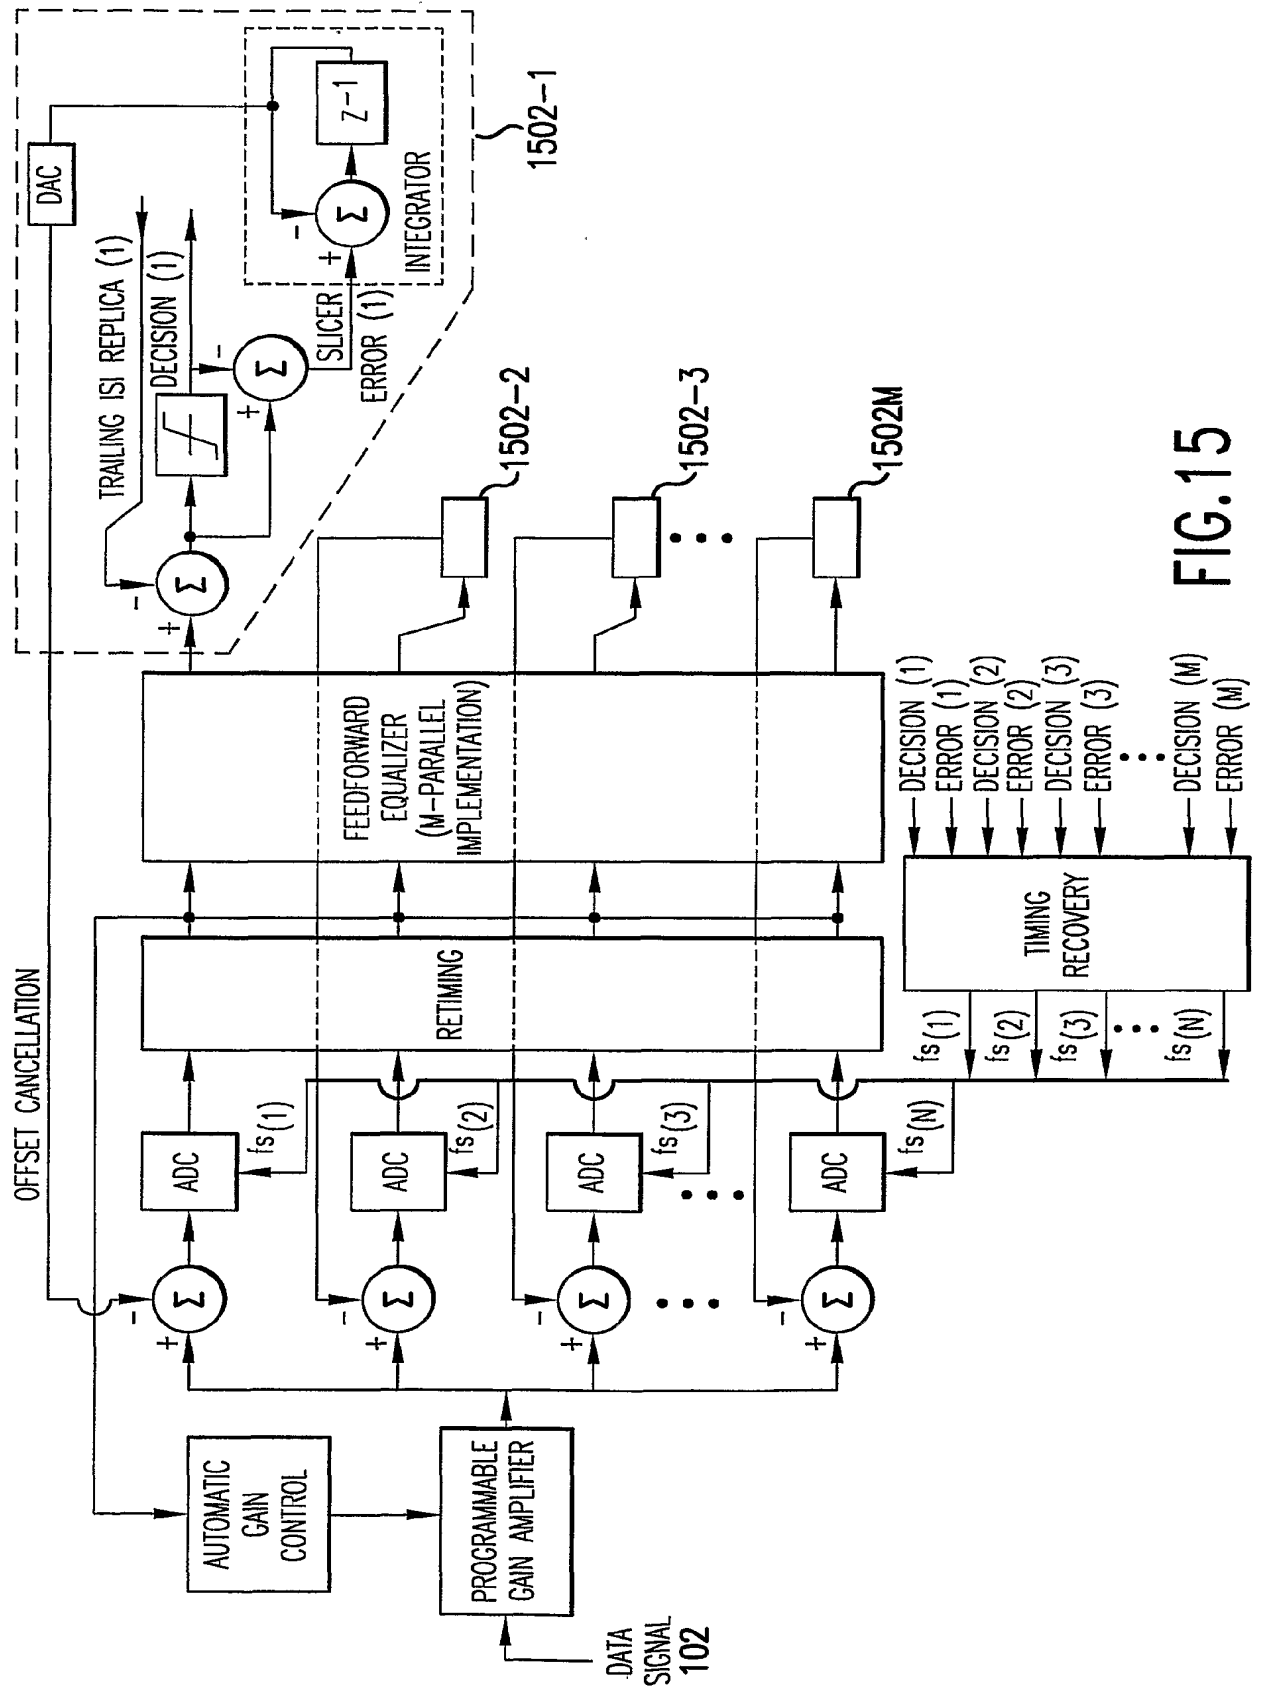 OFFSET CANCELLATION
DAC
TRAILING ISI REPLICA (1)
DECISION (1)
Σ
-
+
Σ
-
+
SLICER
ERROR (1)
Σ
-
+
Z-1
INTEGRATOR
1502-1
AUTOMATIC
GAIN
CONTROL
PROGRAMMABLE
GAIN AMPLIFIER
DATA
SIGNAL
102
Σ
-
+
ADC
fs(1)
Σ
-
+
ADC
fs(2)
Σ
-
+
ADC
fs(3)
Σ
-
+
ADC
fs(N)
RETIMING
FEEDFORWARD
EQUALIZER
(M-PARALLEL
IMPLEMENTATION)
1502-2
1502-3
1502M
fs(1)
fs(2)
fs(3)
fs(N)
TIMING
RECOVERY
DECISION (1)
ERROR (1)
DECISION (2)
ERROR (2)
DECISION (3)
ERROR (3)
DECISION (M)
ERROR (M)
FIG.15